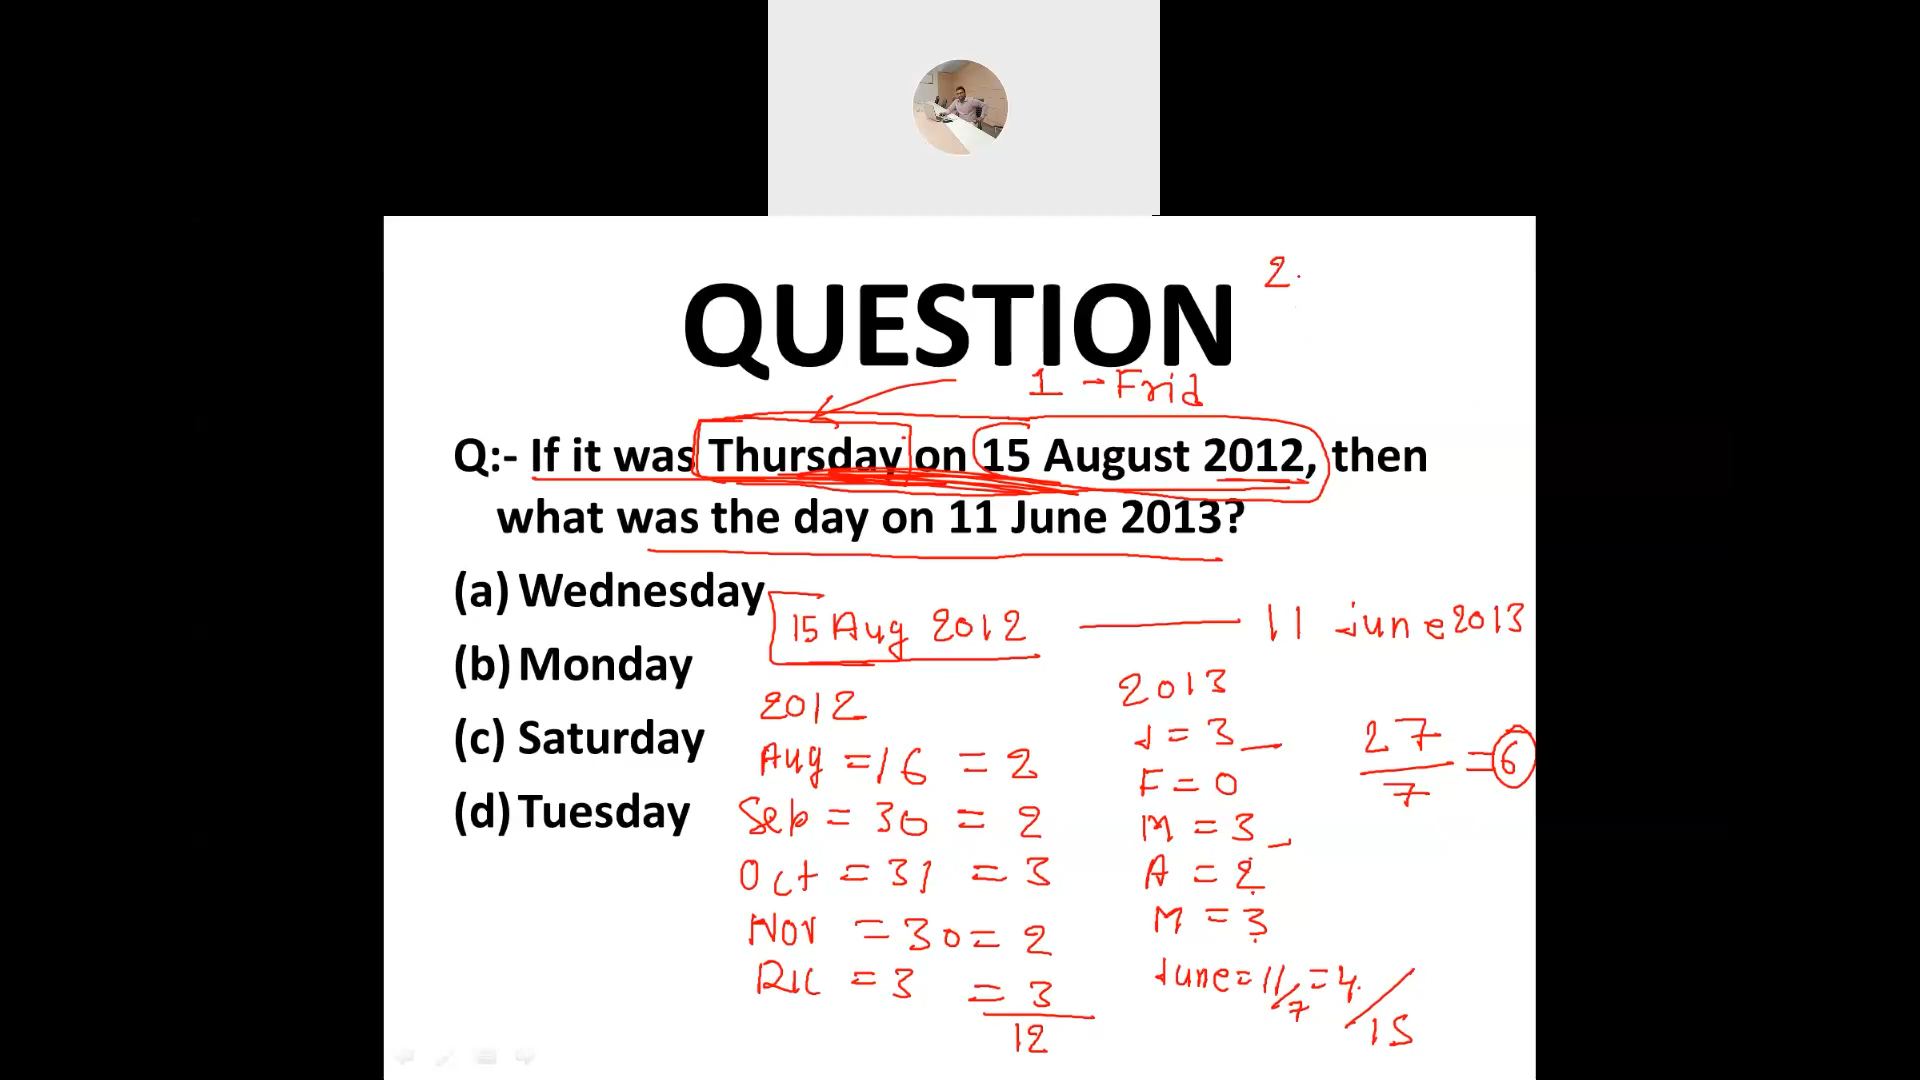 QUESTION 2.
1 - Frid
Q:- If it was Thursday on 15 August 2012, then
what was the day on 11 June 2013?
(a) Wednesday
15 Aug 2012 —— 11 june 2013
(b) Monday
2012
2013
(c) Saturday
J = 3
27/7 = 6
Aug = 16 = 2
F = 0
(d) Tuesday
Sep = 30 = 2
M = 3
Oct = 31 = 3
A = 2
Nov = 30 = 2
M = 3
= 3 = 3
June = 11/7 = 4
12
15